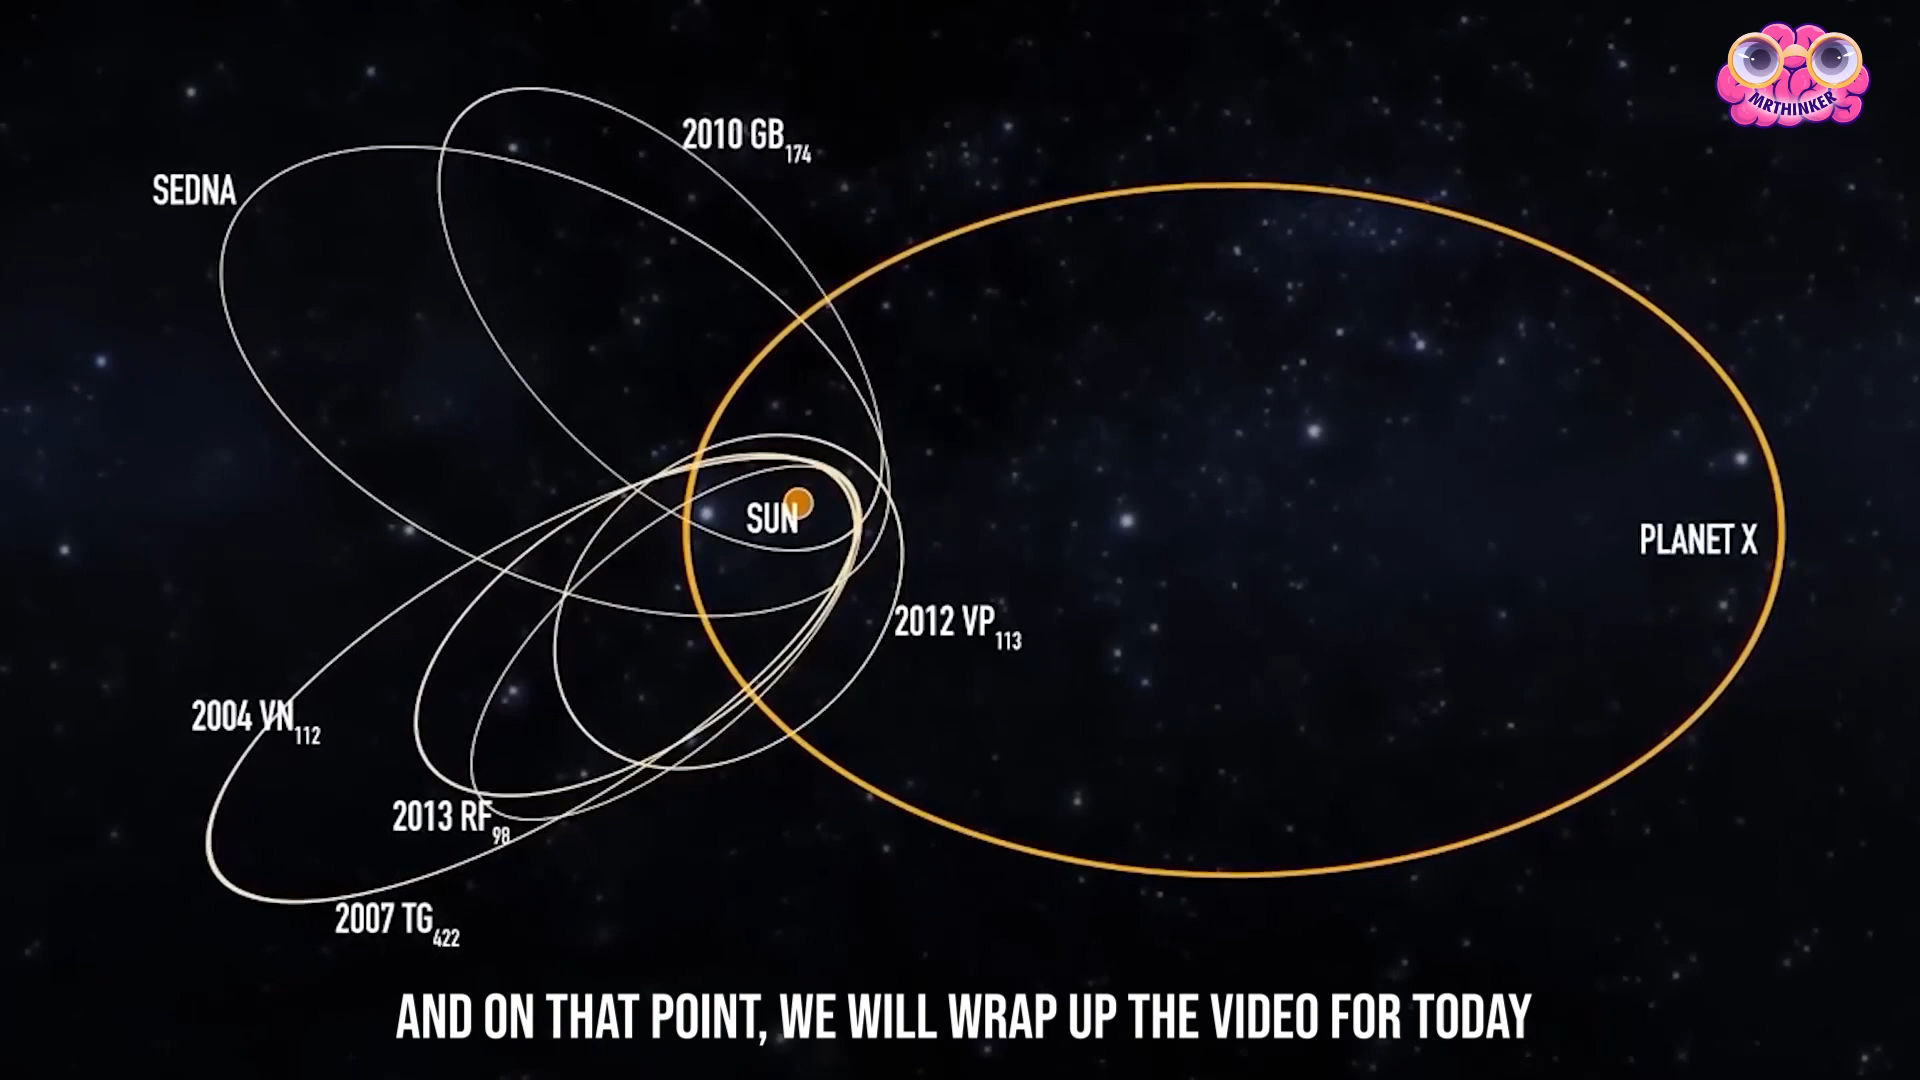 MRTHINKER
2010 GB174
SEDNA
SUN
PLANET X
2012 VP113
2004 VN112
2013 RF98
2007 TG422
AND ON THAT POINT, WE WILL WRAP UP THE VIDEO FOR TODAY